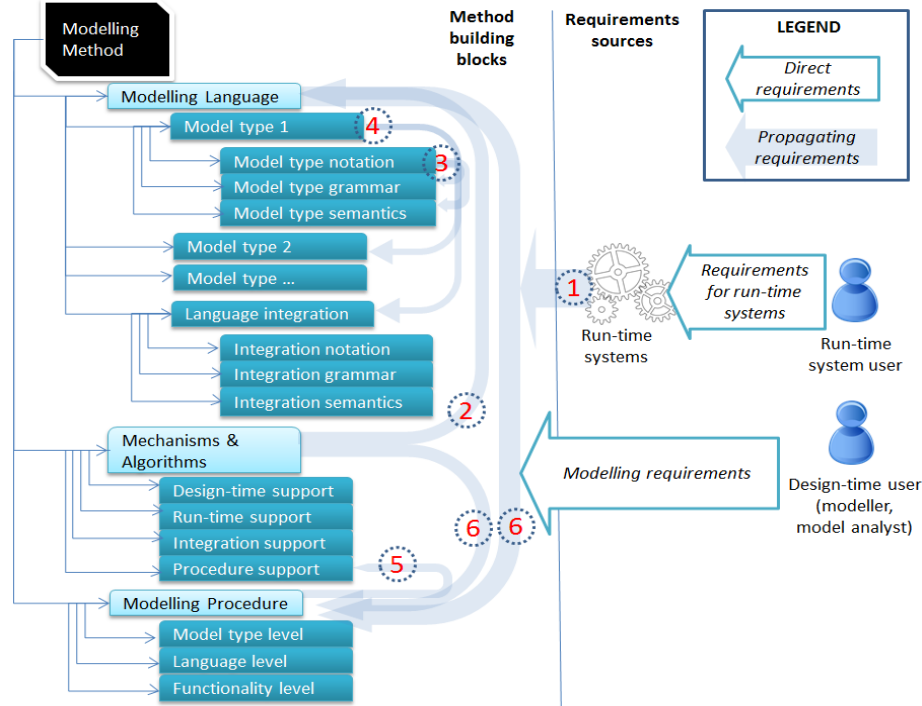 Modelling
Method
Method
building
blocks
Requirements
sources
LEGEND
Direct
requirements
Propagating
requirements
Modelling Language
Model type 1
4
Model type notation
3
Model type grammar
Model type semantics
Model type 2
Model type ...
Language integration
Integration notation
Integration grammar
Integration semantics
1
Run-time
systems
Requirements
for run-time
systems
Run-time
system user
2
Mechanisms &
Algorithms
Modelling requirements
Design-time user
(modeller,
model analyst)
Design-time support
Run-time support
Integration support
Procedure support
6
6
5
Modelling Procedure
Model type level
Language level
Functionality level